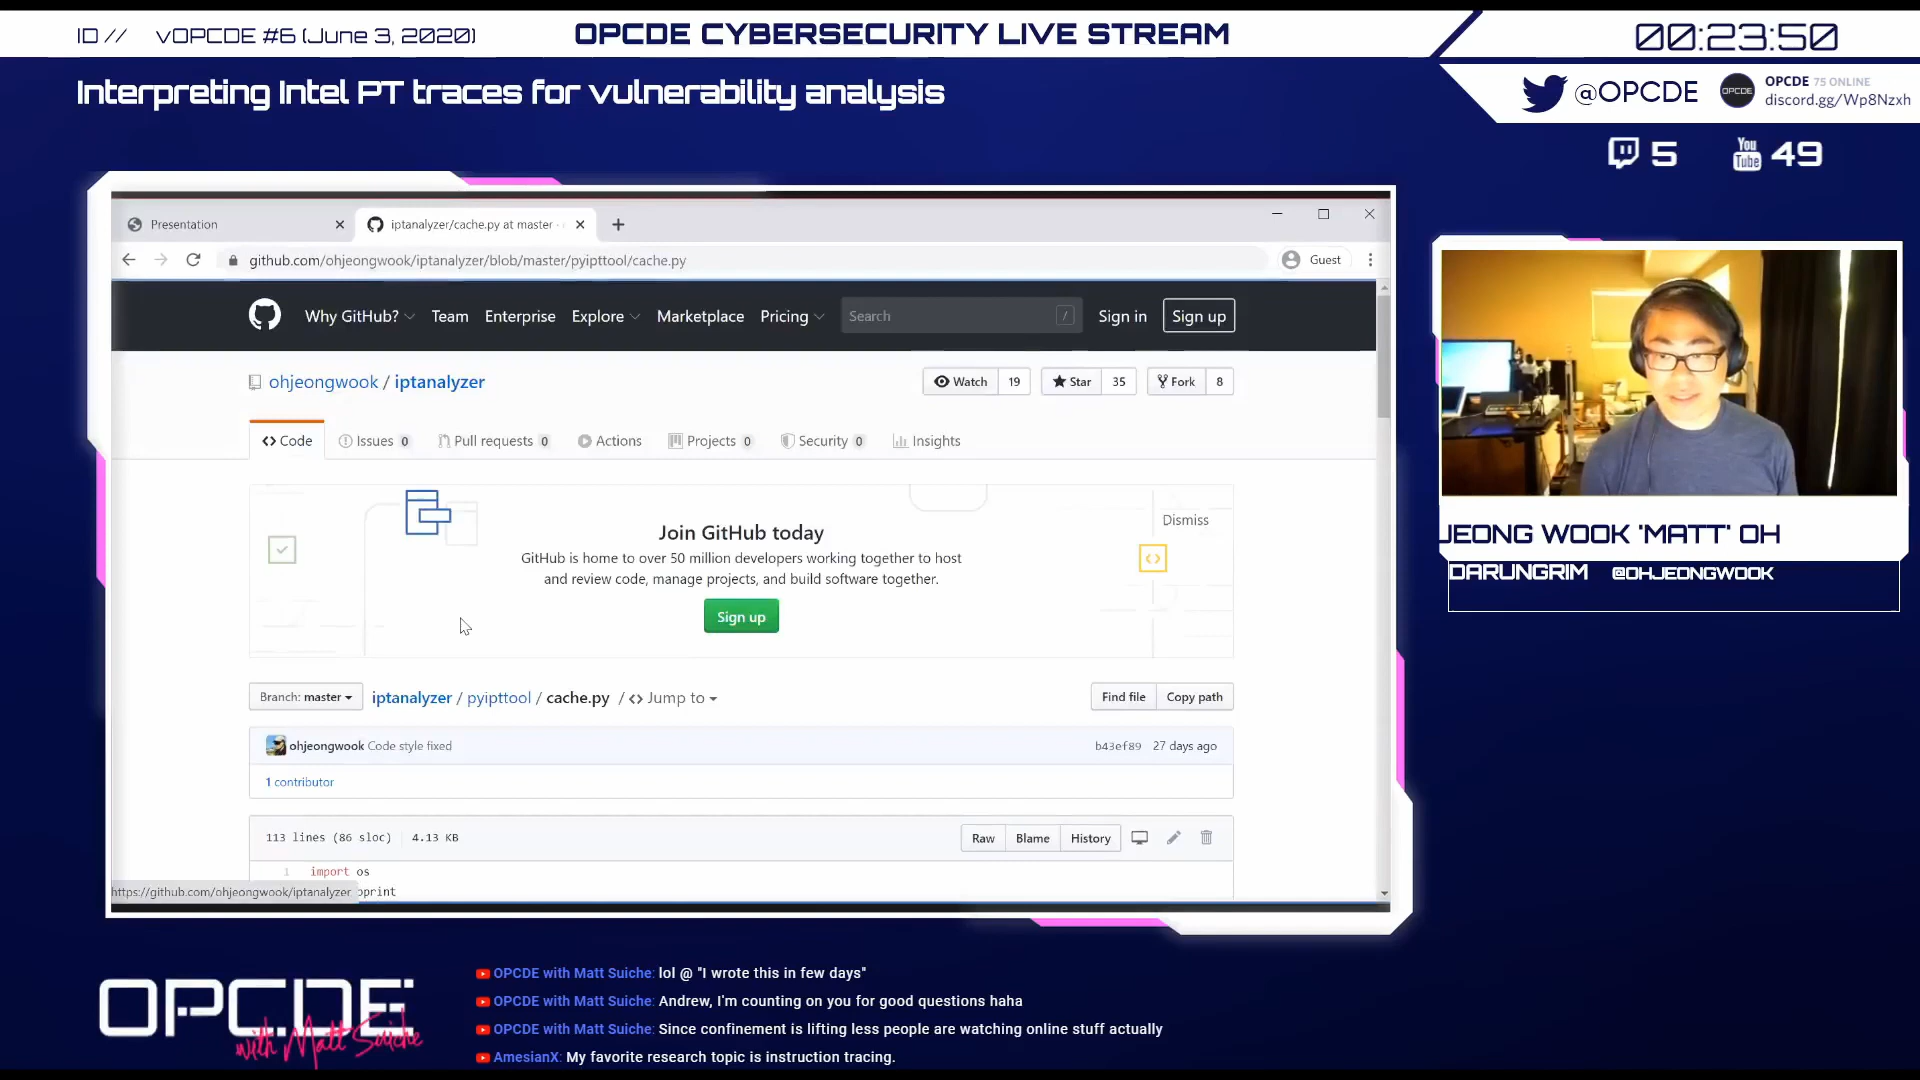 ID // vOPCDE #6 (June 3, 2020)
OPCDE CYBERSECURITY LIVE STREAM
00:23:50
Interpreting Intel PT traces for vulnerability analysis
@OPCDE
OPCDE
OPCDE 75 ONLINE
discord.gg/Wp8Nzxh
5
You Tube 49
Presentation
iptanalyzer/cache.py at master ·
github.com/ohjeongwook/iptanalyzer/blob/master/pyipttool/cache.py
Guest
Why GitHub? Team Enterprise Explore Marketplace Pricing
Search /
Sign in Sign up
ohjeongwook / iptanalyzer
Watch 19 Star 35 Fork 8
Code Issues 0 Pull requests 0 Actions Projects 0 Security 0 Insights
Dismiss
Join GitHub today
GitHub is home to over 50 million developers working together to host
and review code, manage projects, and build software together.
Sign up
Branch: master iptanalyzer / pyipttool / cache.py / <> Jump to
Find file Copy path
ohjeongwook Code style fixed
b43ef89 27 days ago
1 contributor
113 lines (86 sloc) 4.13 KB
Raw Blame History
1 import os
pprint
https://github.com/ohjeongwook/iptanalyzer
JEONG WOOK 'MATT' OH
DARUNGRIM @OHJEONGWOOK
OPCDE
with Matt Suiche
OPCDE with Matt Suiche: lol @ "I wrote this in few days"
OPCDE with Matt Suiche: Andrew, I'm counting on you for good questions haha
OPCDE with Matt Suiche: Since confinement is lifting less people are watching online stuff actually
AmesianX: My favorite research topic is instruction tracing.